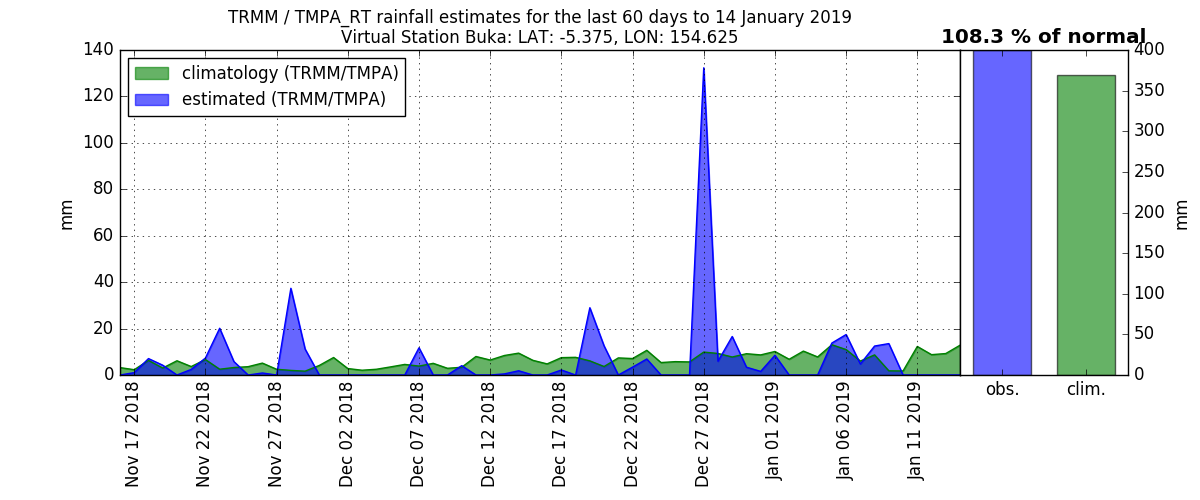 TRMM / TMPA_RT rainfall estimates for the last 60 days to 14 January 2019
Virtual Station Buka: LAT: -5.375, LON: 154.625
108.3 % of normal
climatology (TRMM/TMPA)
estimated (TRMM/TMPA)
mm
140
120
100
80
60
40
20
0
Nov 17 2018
Nov 22 2018
Nov 27 2018
Dec 02 2018
Dec 07 2018
Dec 12 2018
Dec 17 2018
Dec 22 2018
Dec 27 2018
Jan 01 2019
Jan 06 2019
Jan 11 2019
obs.
clim.
400
350
300
250
200
150
100
50
0
mm